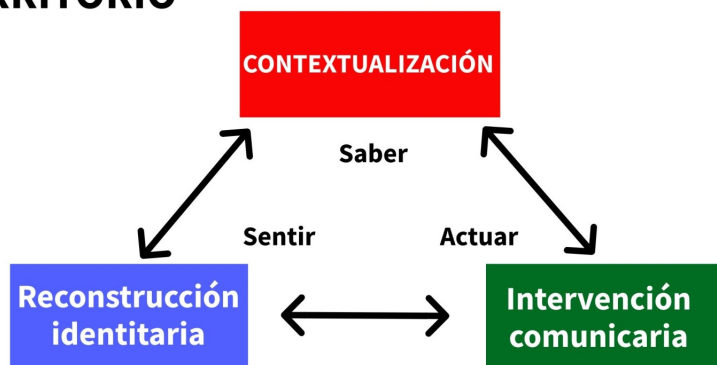 CONTEXTUALIZACIÓN
Saber
Sentir Actuar
Reconstrucción
identitaria
Intervención
comunicaria